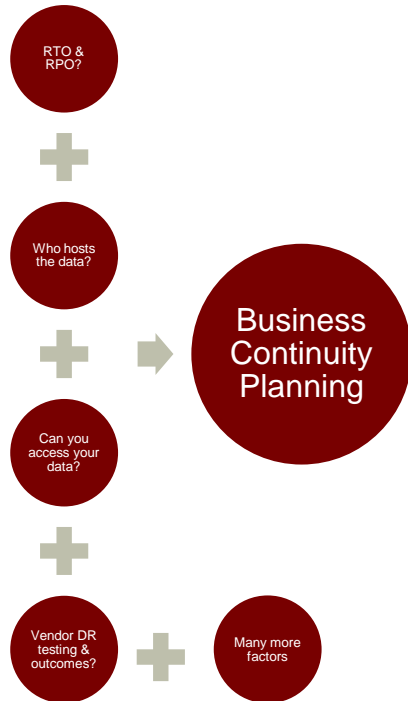 RTO &
RPO?
Who hosts
the data?
Business
Continuity
Planning
Can you
access your
data?
Vendor DR
testing &
outcomes?
Many more
factors